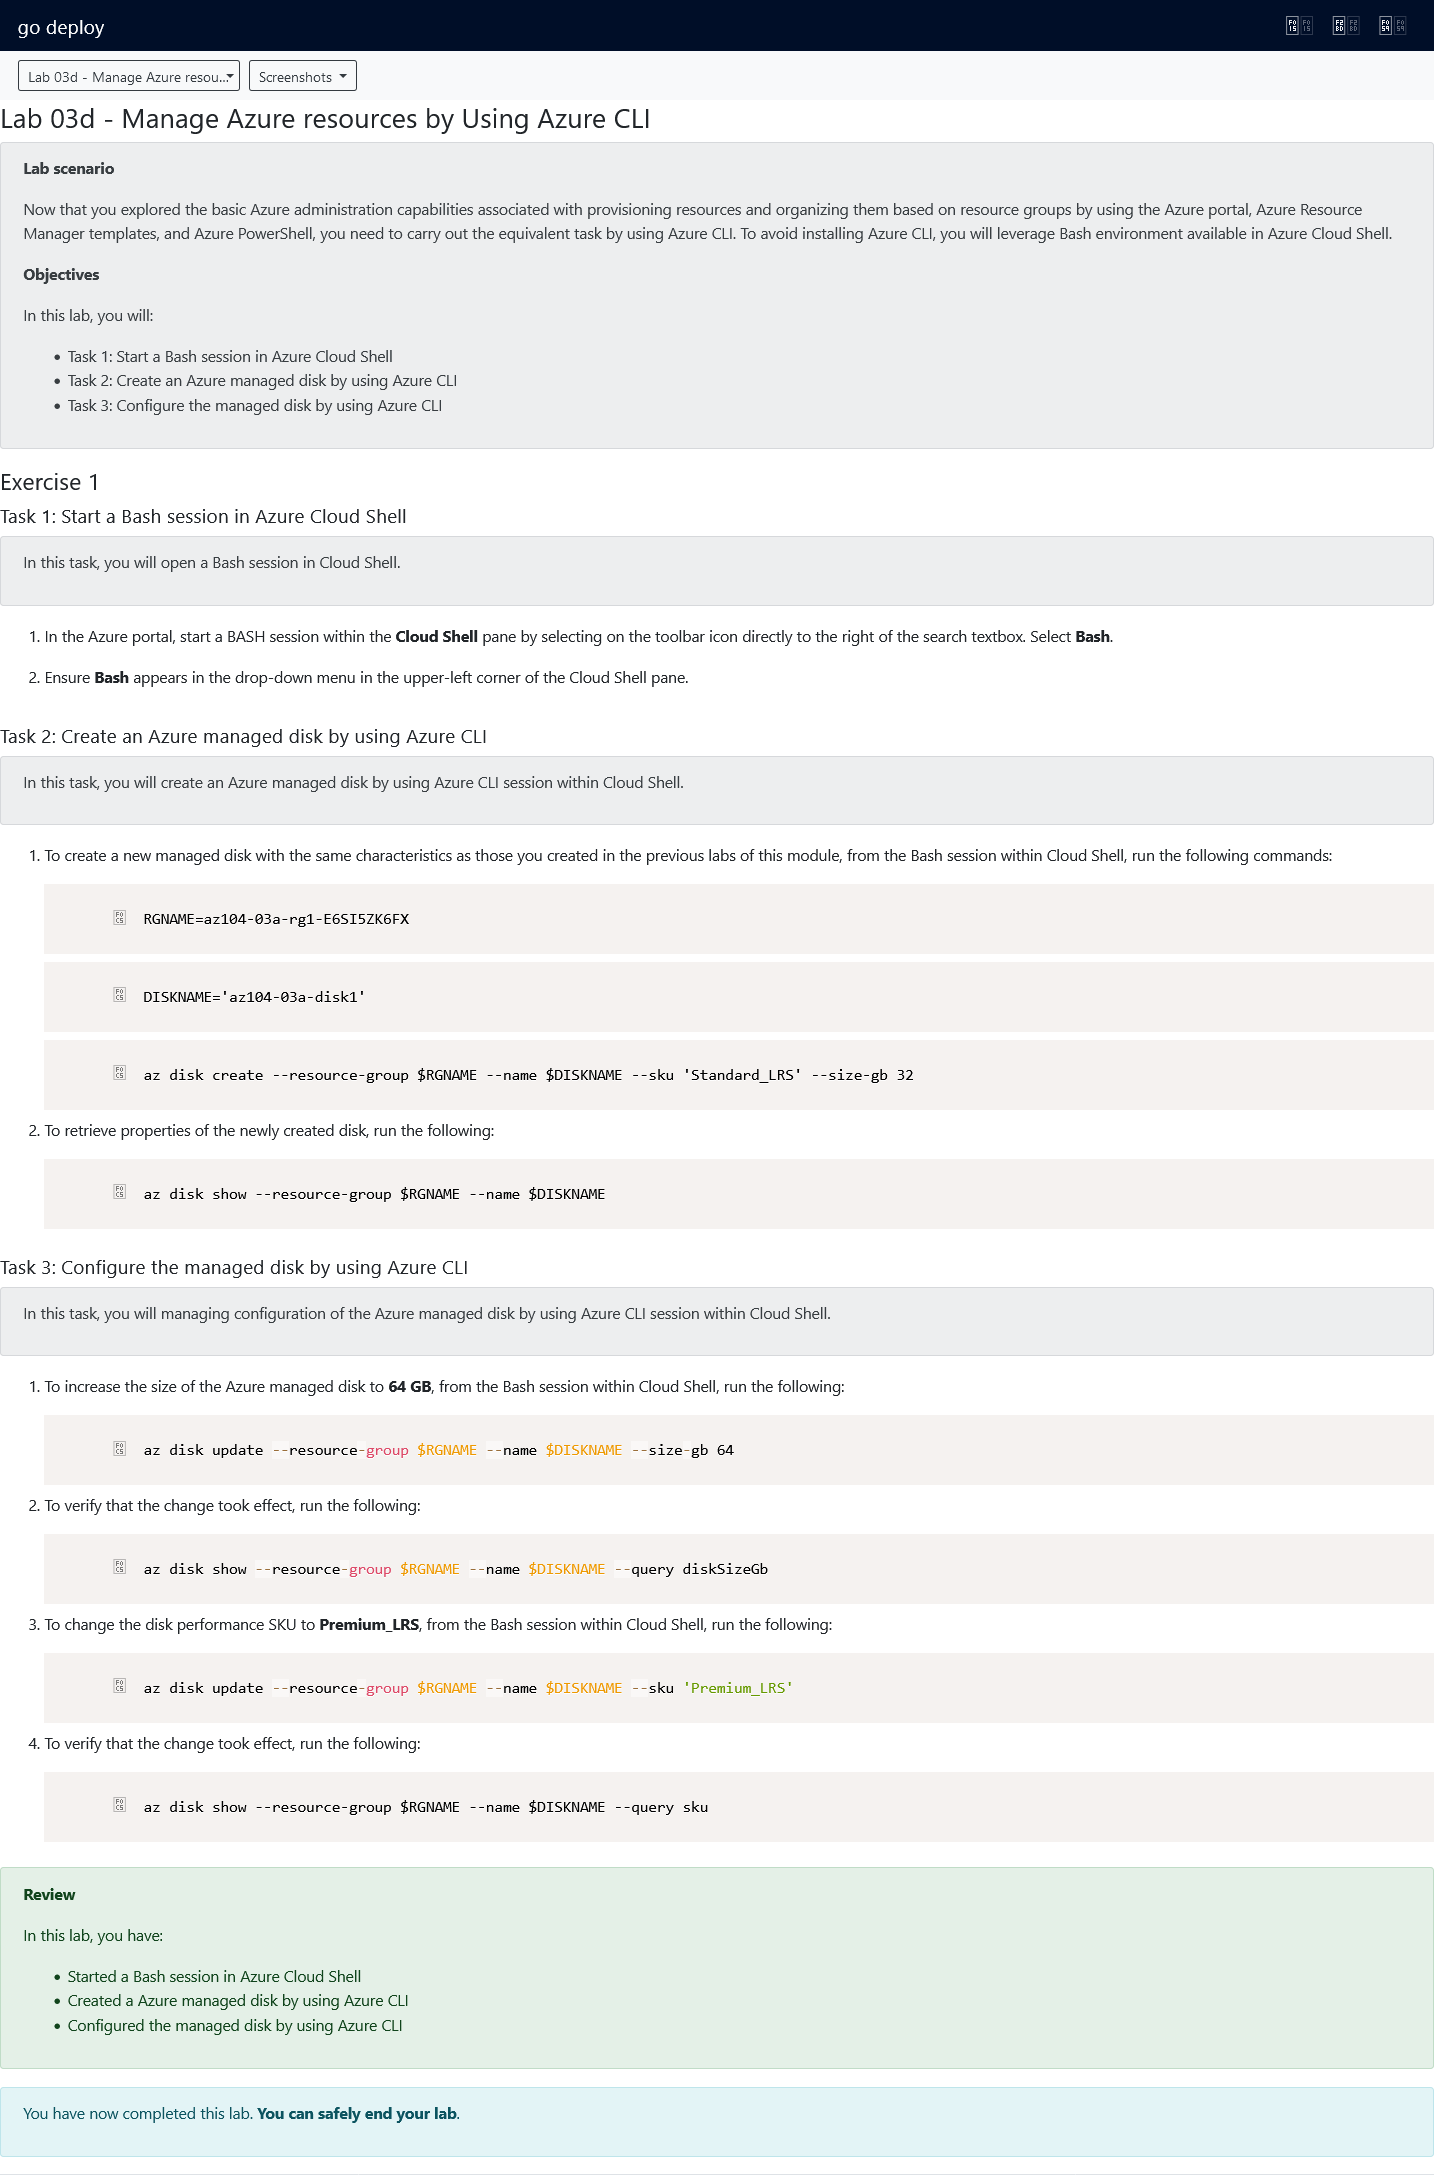 go deploy
Lab 03d - Manage Azure resou...
Screenshots
Lab 03d - Manage Azure resources by Using Azure CLI
Lab scenario
Now that you explored the basic Azure administration capabilities associated with provisioning resources and organizing them based on resource groups by using the Azure portal, Azure Resource
Manager templates, and Azure PowerShell, you need to carry out the equivalent task by using Azure CLI. To avoid installing Azure CLI, you will leverage Bash environment available in Azure Cloud Shell.
Objectives
In this lab, you will:
• Task 1: Start a Bash session in Azure Cloud Shell
• Task 2: Create an Azure managed disk by using Azure CLI
• Task 3: Configure the managed disk by using Azure CLI
Exercise 1
Task 1: Start a Bash session in Azure Cloud Shell
In this task, you will open a Bash session in Cloud Shell.
1. In the Azure portal, start a BASH session within the Cloud Shell pane by selecting on the toolbar icon directly to the right of the search textbox. Select Bash.
2. Ensure Bash appears in the drop-down menu in the upper-left corner of the Cloud Shell pane.
Task 2: Create an Azure managed disk by using Azure CLI
In this task, you will create an Azure managed disk by using Azure CLI session within Cloud Shell.
1. To create a new managed disk with the same characteristics as those you created in the previous labs of this module, from the Bash session within Cloud Shell, run the following commands:
RGNAME=az104-03a-rg1-E6SI5ZK6FX
DISKNAME='az104-03a-disk1'
az disk create --resource-group $RGNAME --name $DISKNAME --sku 'Standard_LRS' --size-gb 32
2. To retrieve properties of the newly created disk, run the following:
az disk show --resource-group $RGNAME --name $DISKNAME
Task 3: Configure the managed disk by using Azure CLI
In this task, you will managing configuration of the Azure managed disk by using Azure CLI session within Cloud Shell.
1. To increase the size of the Azure managed disk to 64 GB, from the Bash session within Cloud Shell, run the following:
az disk update --resource-group $RGNAME --name $DISKNAME --size-gb 64
2. To verify that the change took effect, run the following:
az disk show --resource-group $RGNAME --name $DISKNAME --query diskSizeGb
3. To change the disk performance SKU to Premium_LRS, from the Bash session within Cloud Shell, run the following:
az disk update --resource-group $RGNAME --name $DISKNAME --sku 'Premium_LRS'
4. To verify that the change took effect, run the following:
az disk show --resource-group $RGNAME --name $DISKNAME --query sku
Review
In this lab, you have:
• Started a Bash session in Azure Cloud Shell
• Created a Azure managed disk by using Azure CLI
• Configured the managed disk by using Azure CLI
You have now completed this lab. You can safely end your lab.